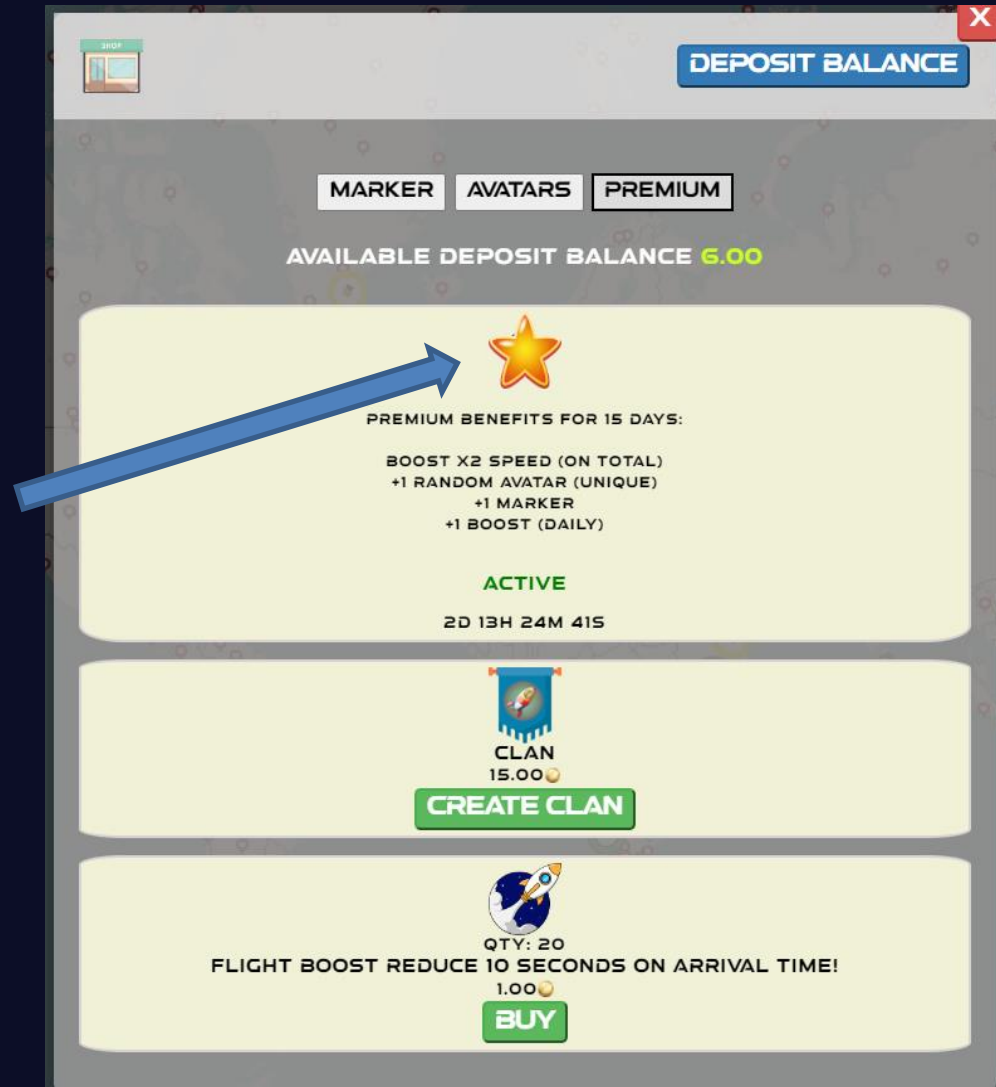 X
SHOP
DEPOSIT BALANCE
MARKER AVATARS PREMIUM
AVAILABLE DEPOSIT BALANCE 6.00
PREMIUM BENEFITS FOR 15 DAYS:
BOOST X2 SPEED (ON TOTAL)
+1 RANDOM AVATAR (UNIQUE)
+1 MARKER
+1 BOOST (DAILY)
ACTIVE
2D 13H 24M 41S
CLAN
15.00
CREATE CLAN
QTY: 20
FLIGHT BOOST REDUCE 10 SECONDS ON ARRIVAL TIME!
1.00
BUY